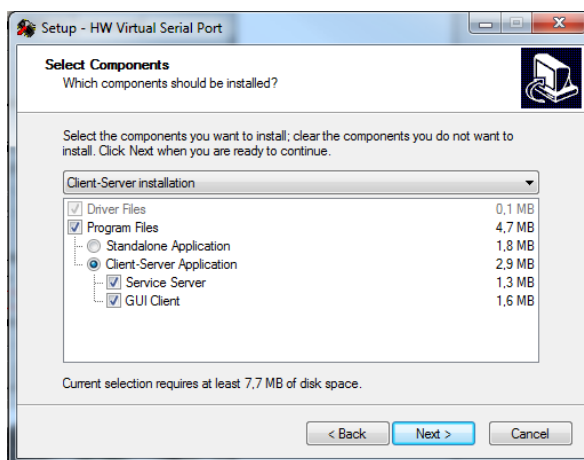 Setup - HW Virtual Serial Port
Select Components
Which components should be installed?
Select the components you want to install; clear the components you do not want to
install. Click Next when you are ready to continue.
Client-Server installation
Driver Files 0,1 MB
Program Files 4,7 MB
Standalone Application 1,8 MB
Client-Server Application 2,9 MB
Service Server 1,3 MB
GUI Client 1,6 MB
Current selection requires at least 7,7 MB of disk space.
< Back Next > Cancel